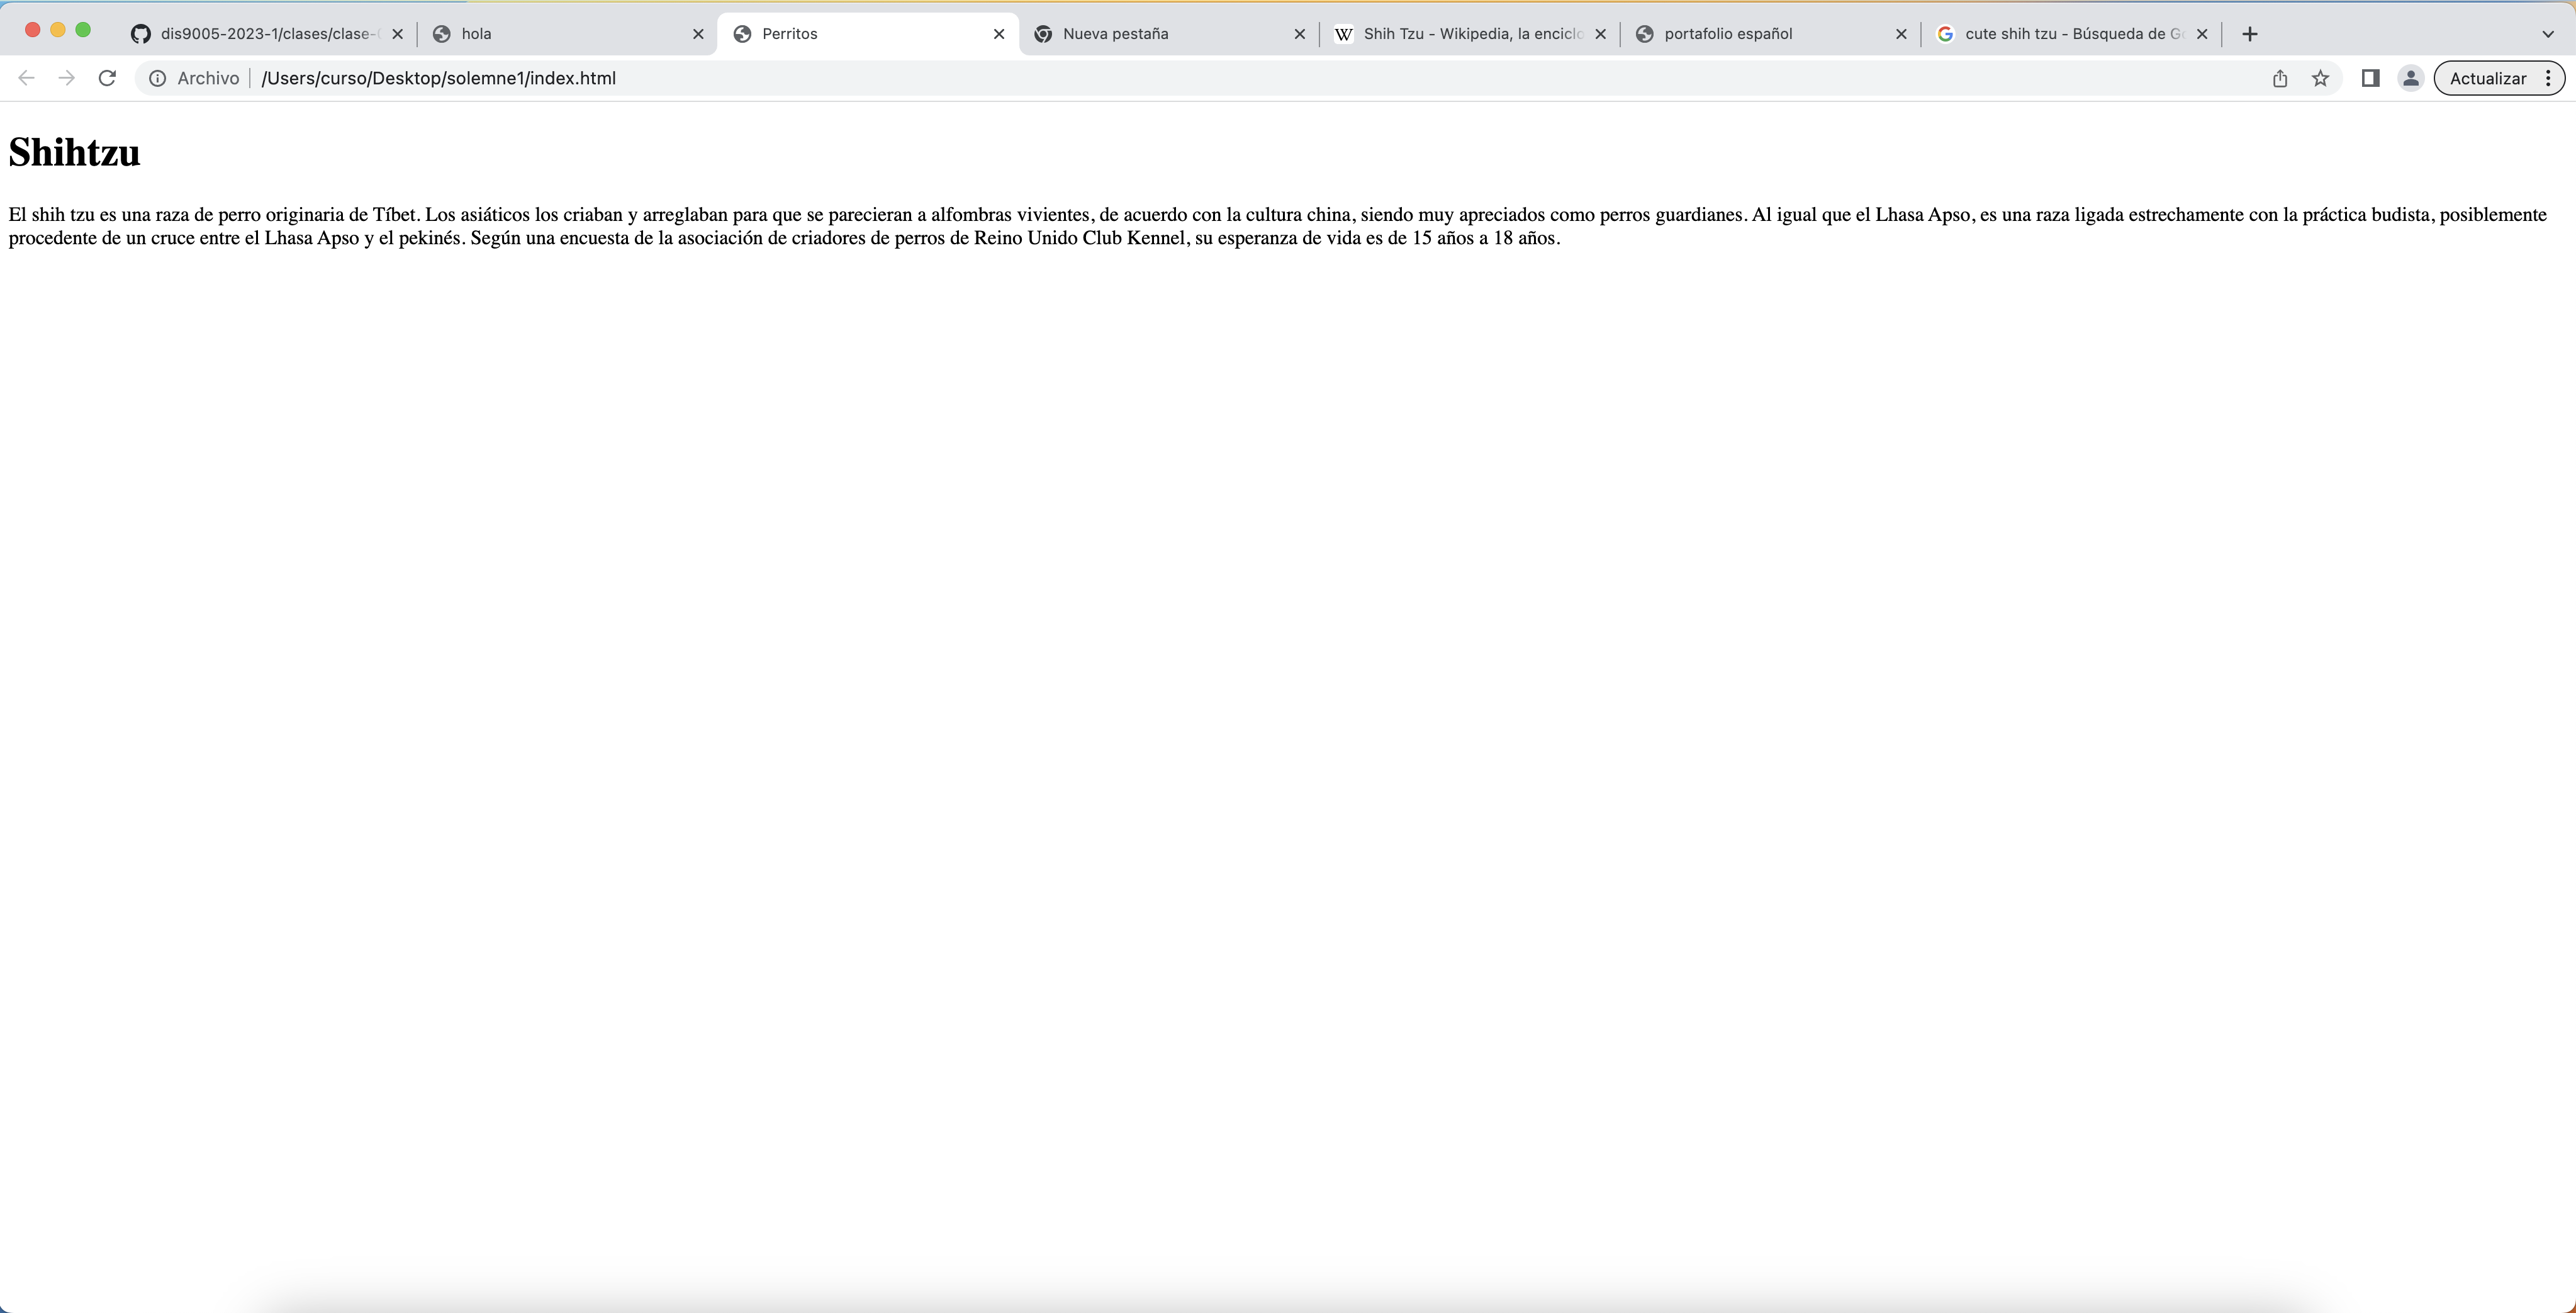 dis9005-2023-1/clases/clase-
hola
Perritos
Nueva pestaña
Shih Tzu - Wikipedia, la enciclo
portafolio español
cute shih tzu - Búsqueda de Go
Archivo
/Users/curso/Desktop/solemne1/index.html
Actualizar
Shihtzu
El shih tzu es una raza de perro originaria de Tíbet. Los asiáticos los criaban y arreglaban para que se parecieran a alfombras vivientes, de acuerdo con la cultura china, siendo muy apreciados como perros guardianes. Al igual que el Lhasa Apso, es una raza ligada estrechamente con la práctica budista, posiblemente
procedente de un cruce entre el Lhasa Apso y el pekinés. Según una encuesta de la asociación de criadores de perros de Reino Unido Club Kennel, su esperanza de vida es de 15 años a 18 años.